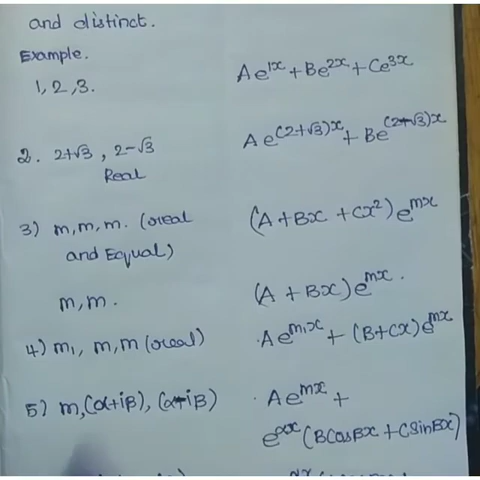 and distinct.
Example.
1, 2, 3. Ae^{1x} + Be^{2x} + Ce^{3x}
2. 2+√3, 2-√3 Ae^{(2+√3)x} + Be^{(2-√3)x}
Real
3) m, m, m. (real (A + Bx + Cx²) e^{mx}
and Equal)
m, m. (A + Bx) e^{mx}.
4) m₁, m, m (real) Ae^{m₁x} + (B+Cx) e^{mx}
5) m, (α+iβ), (α-iβ) Ae^{mx} +
e^{αx} (B cos βx + C sin βx)